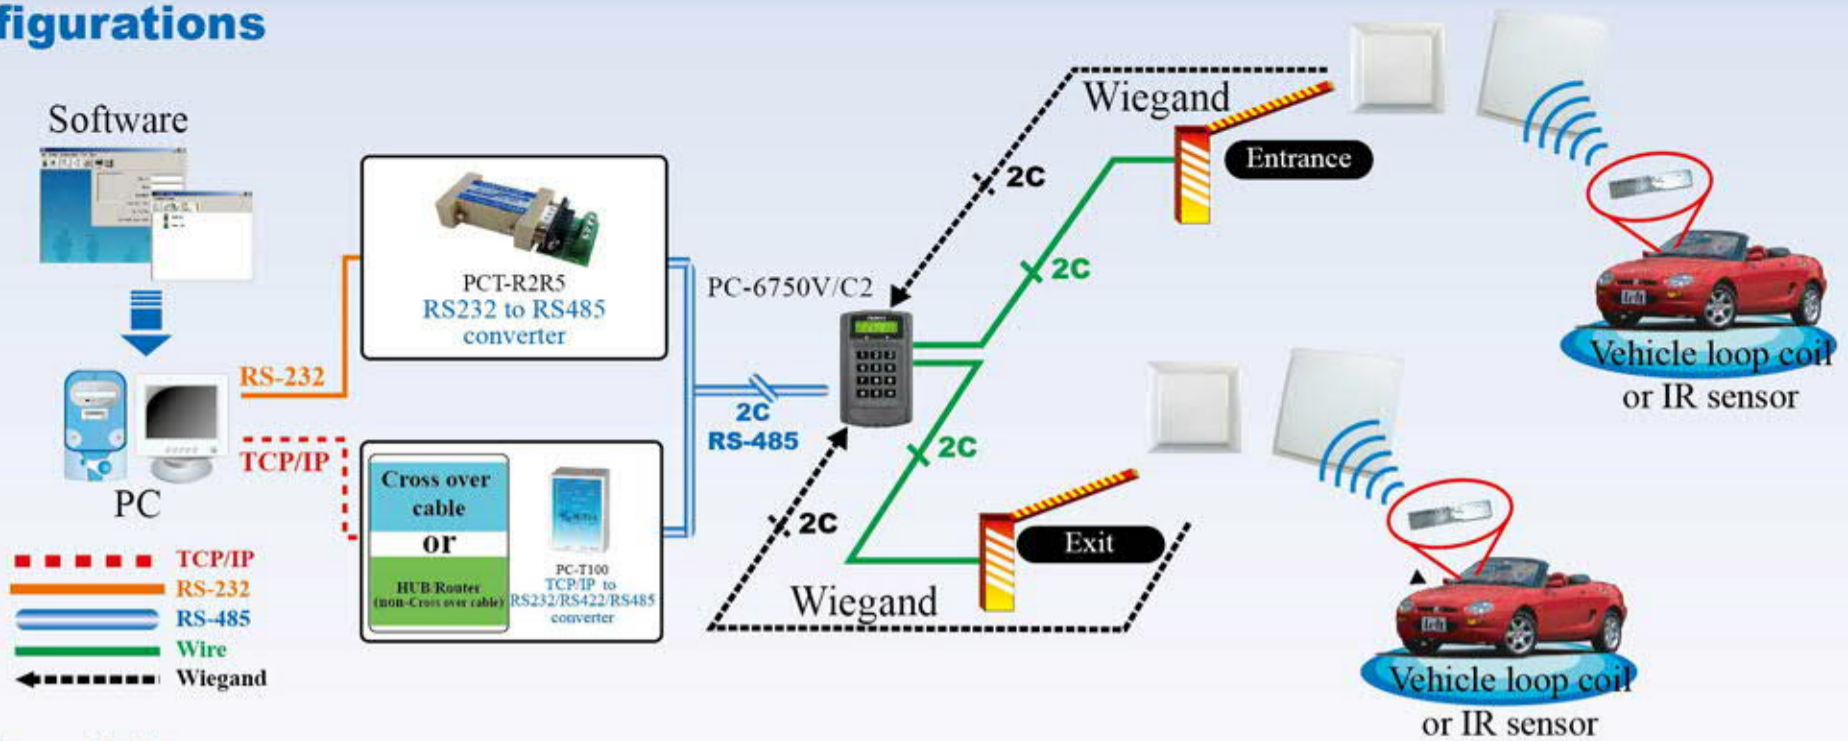 figurations
Software
PCT-R2R5
RS232 to RS485
converter
RS-232
TCP/IP
PC
Cross over
cable
or
HUB/Router
(non-Cross over cable)
PC-T100
TCP/IP to
RS232/RS422/RS485
converter
TCP/IP
RS-232
RS-485
Wire
Wiegand
2C
RS-485
PC-6750V/C2
Wiegand
2C
2C
Entrance
Vehicle loop coil
or IR sensor
2C
2C
Exit
Wiegand
Vehicle loop coil
or IR sensor